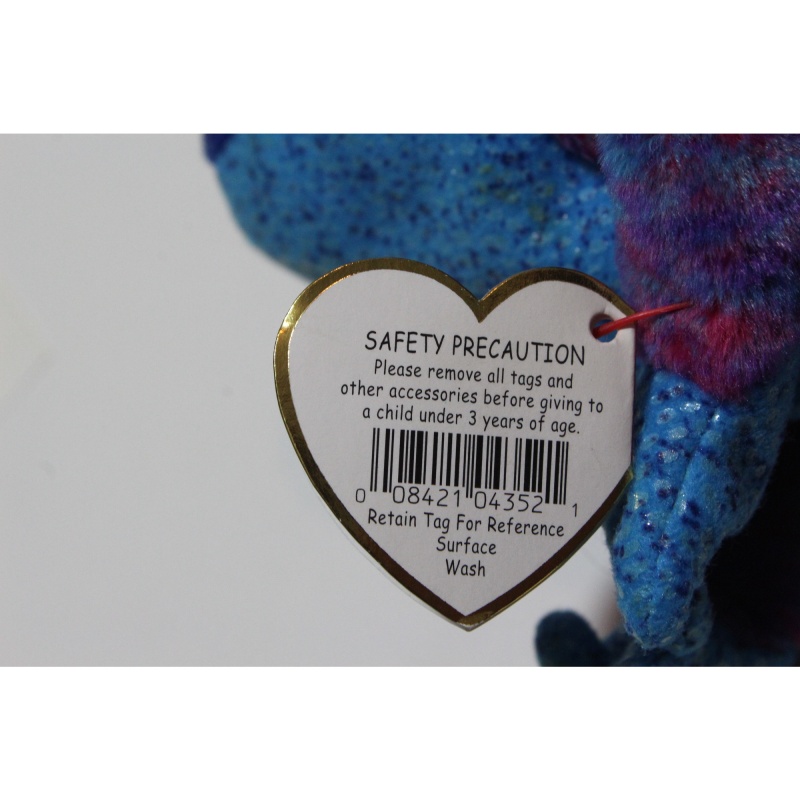 SAFETY PRECAUTION
Please remove all tags and
other accessories before giving to
a child under 3 years of age.
0 08421 04352 1
Retain Tag For Reference
Surface
Wash